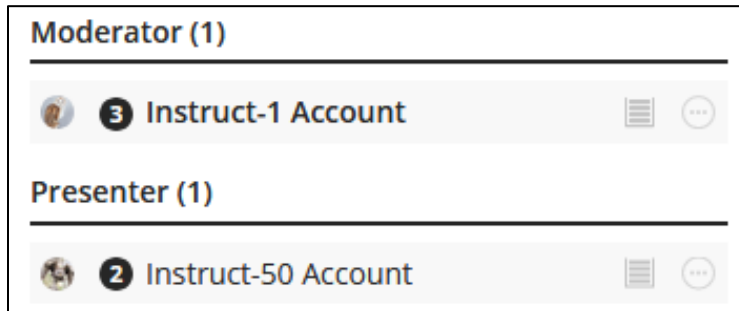 Moderator (1)
3 Instruct-1 Account
Presenter (1)
2 Instruct-50 Account